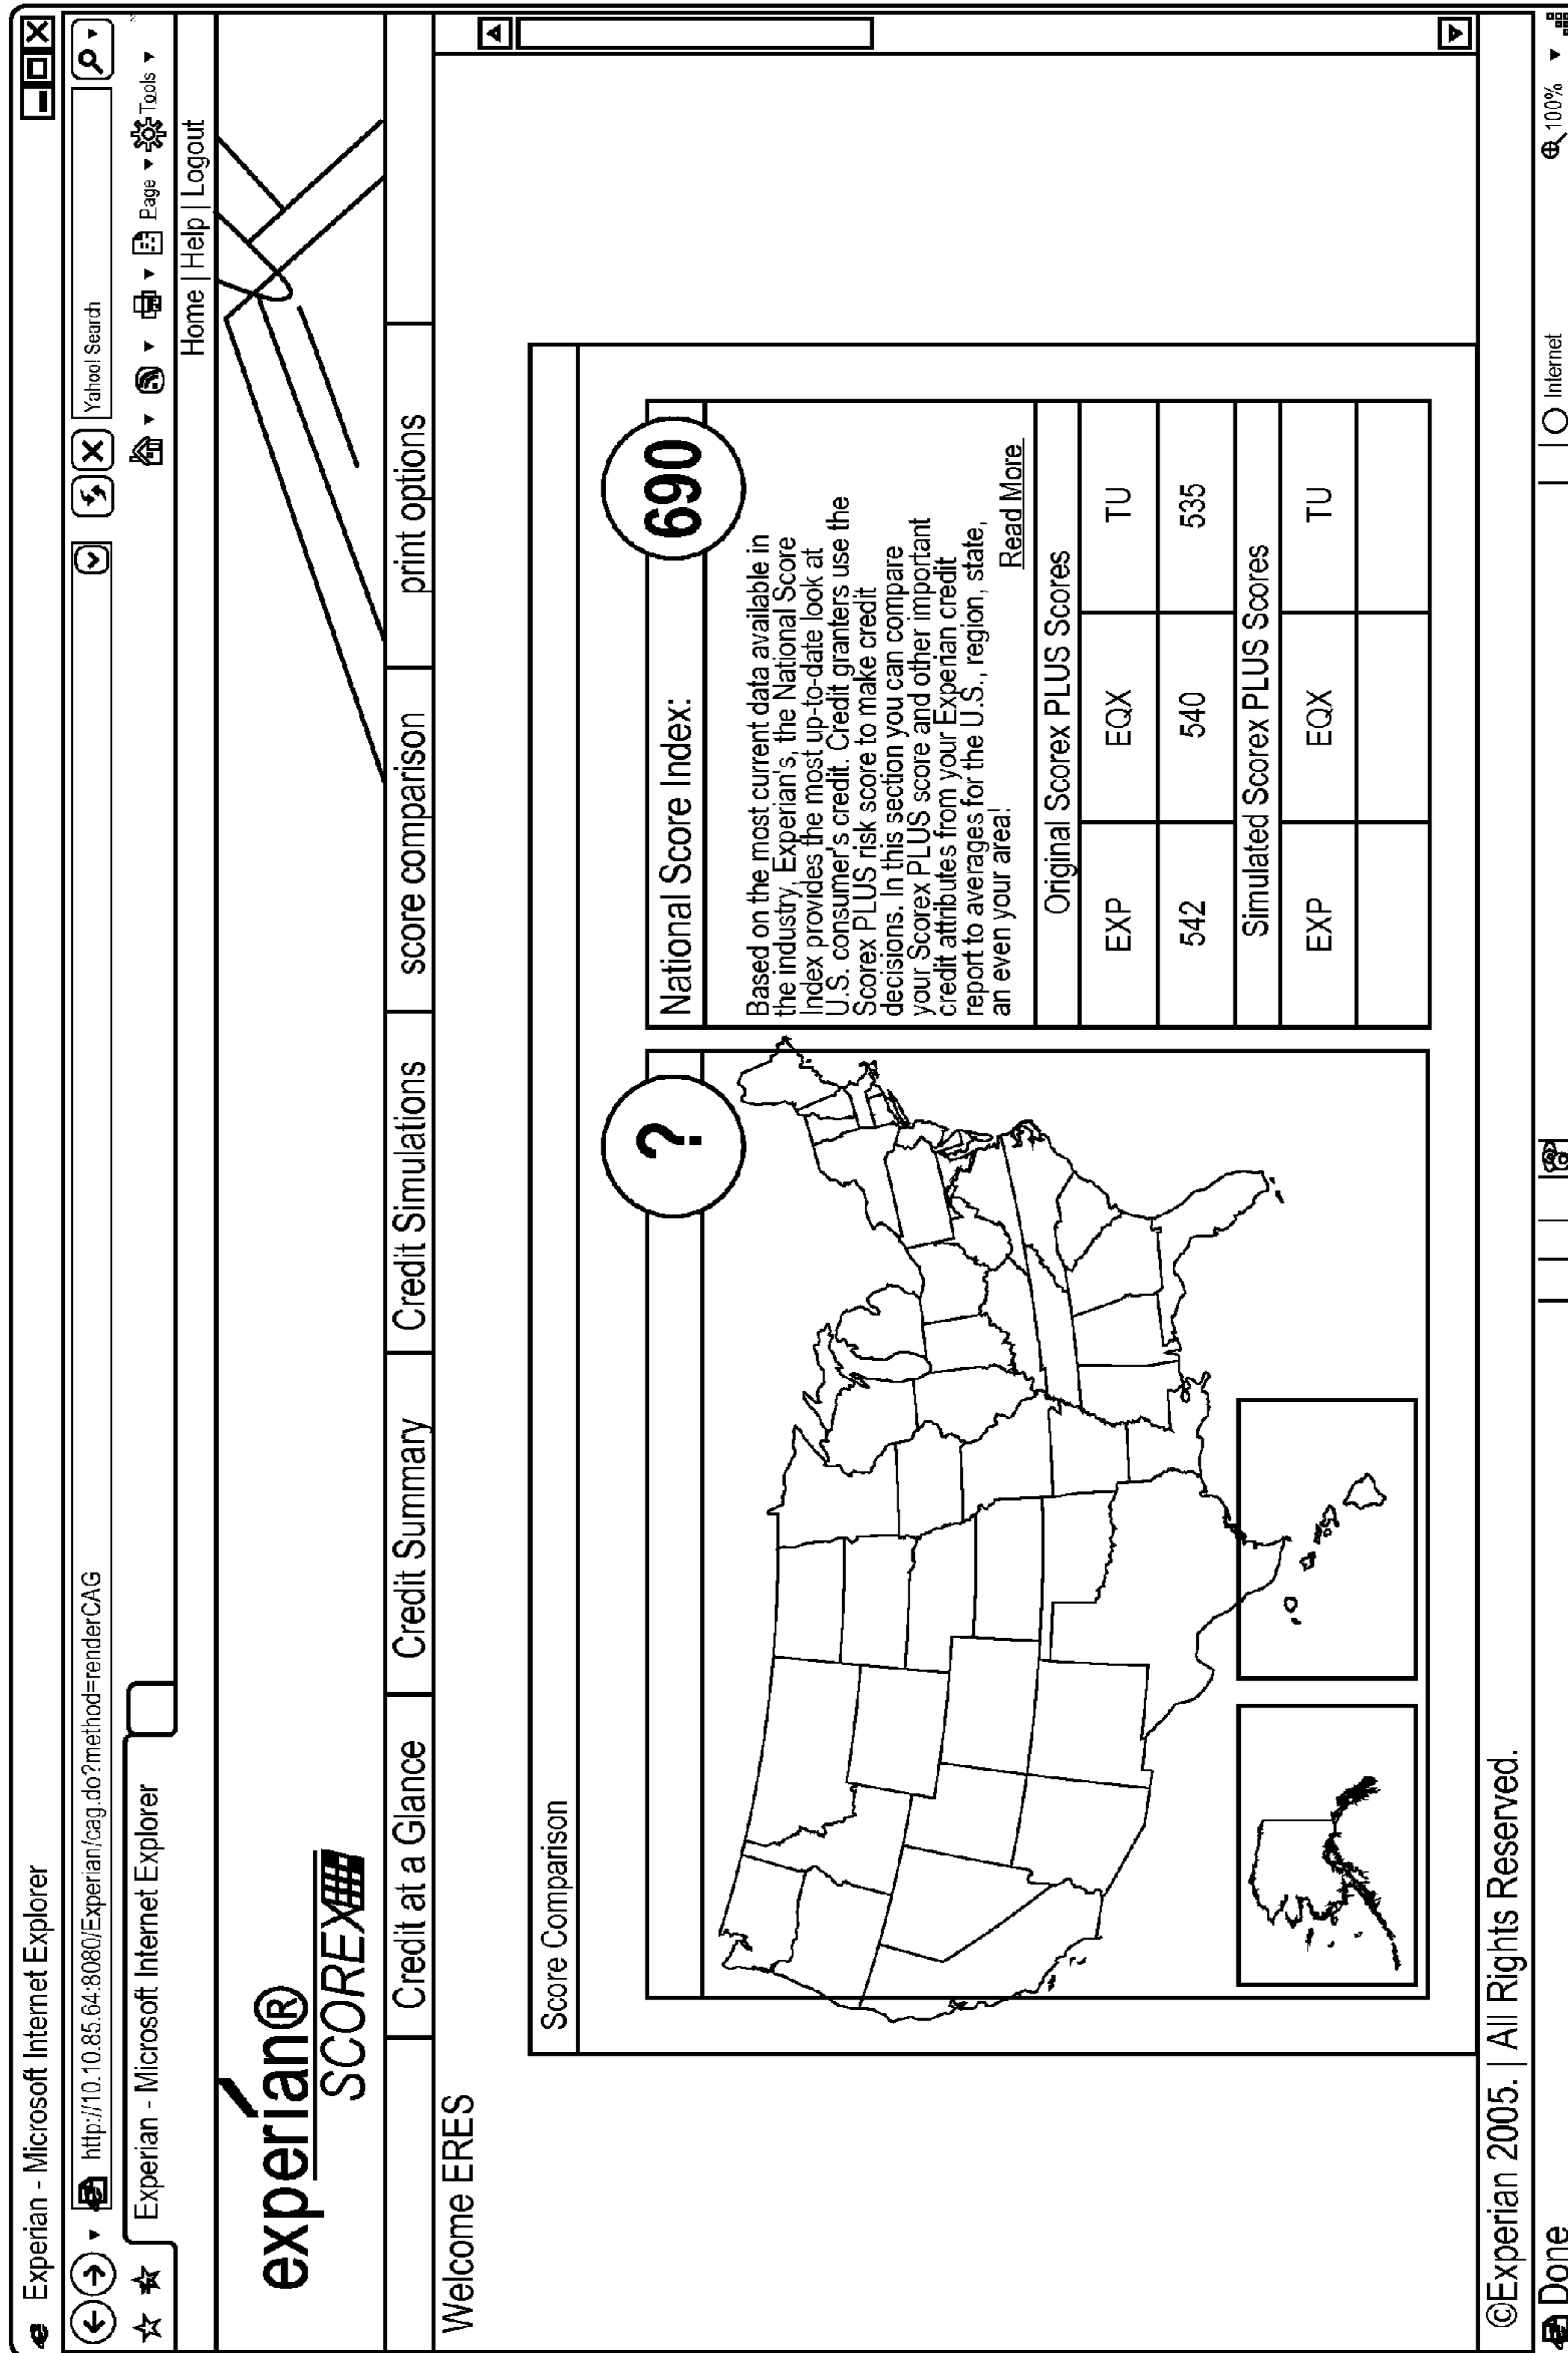 Experian - Microsoft Internet Explorer
http://10.10.85.64:8080/Experian/cag.do?method=renderCAG
Yahoo! Search
Experian - Microsoft Internet Explorer
Page
Tools
Home | Help | Logout
experian®
SCOREX
Credit at a Glance
Credit Summary
Credit Simulations
score comparison
print options
Welcome ERES
Score Comparison
?
National Score Index:
690
Based on the most current data available in
the industry, Experian's, the National Score
Index provides the most up-to-date look at
U.S. consumer's credit. Credit granters use the
Scorex PLUS risk score to make credit
decisions. In this section you can compare
your Scorex PLUS score and other important
credit attributes from your Experian credit
report to averages for the U.S., region, state,
an even your area!
Read More
Original Scorex PLUS Scores
EXP EQX TU
542 540 535
Simulated Scorex PLUS Scores
EXP EQX TU
©Experian 2005. | All Rights Reserved.
Done
Internet
100%